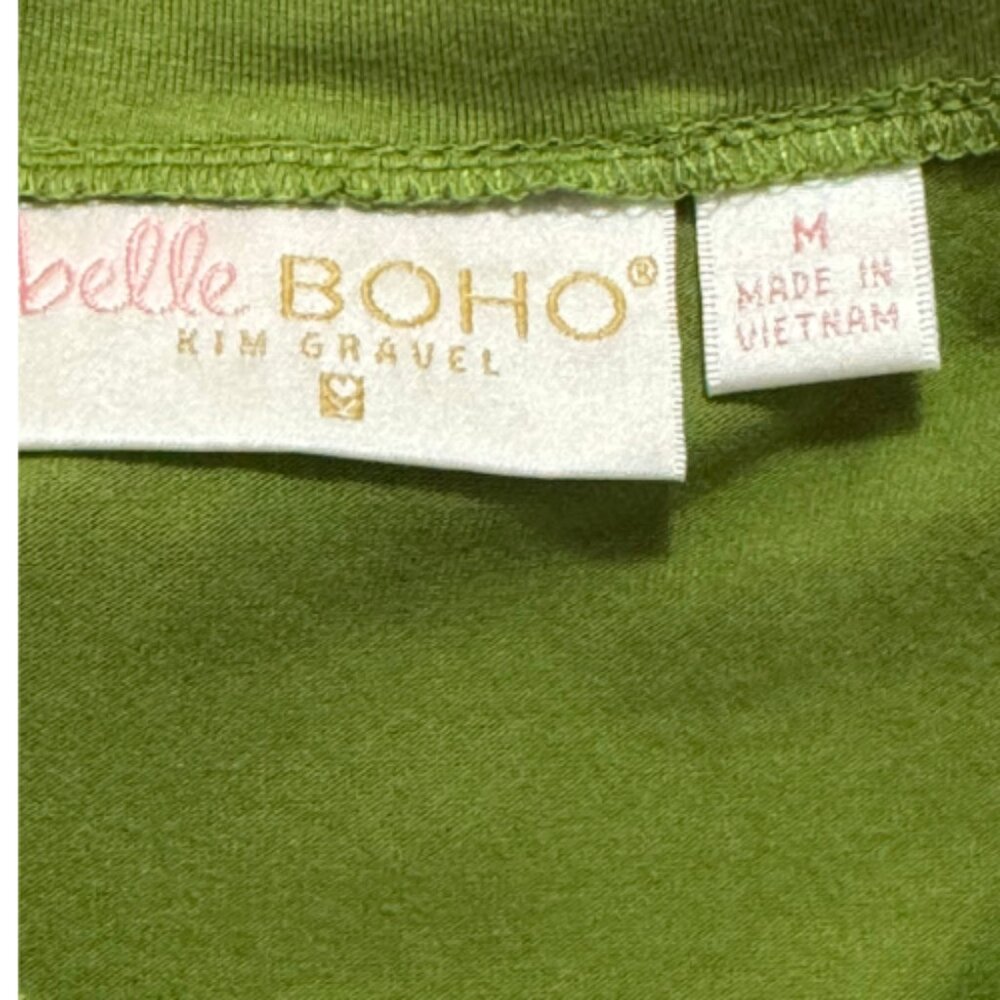 belle BOHO®
KIM GRAVEL
K
M
MADE IN
VIETNAM